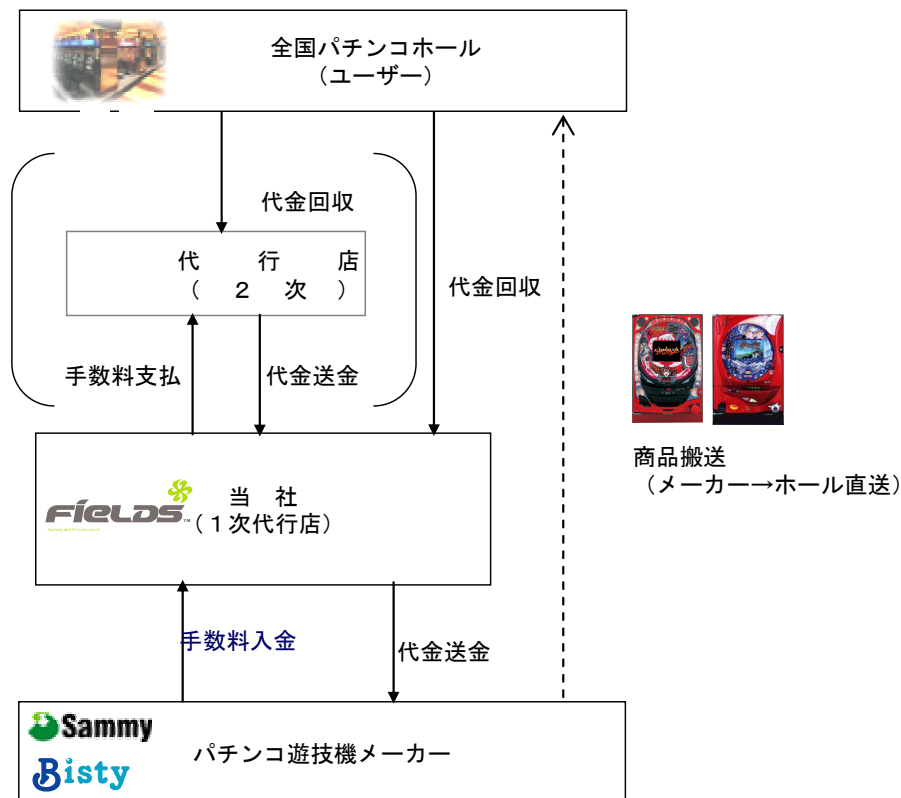 全国パチンコホール
（ユーザー）
代金回収
代行店
（２次）
代金回収
手数料支払
代金送金
商品搬送
（メーカー→ホール直送）
FIELDS
当社
（１次代行店）
手数料入金
代金送金
Sammy
パチンコ遊技機メーカー
Bisty